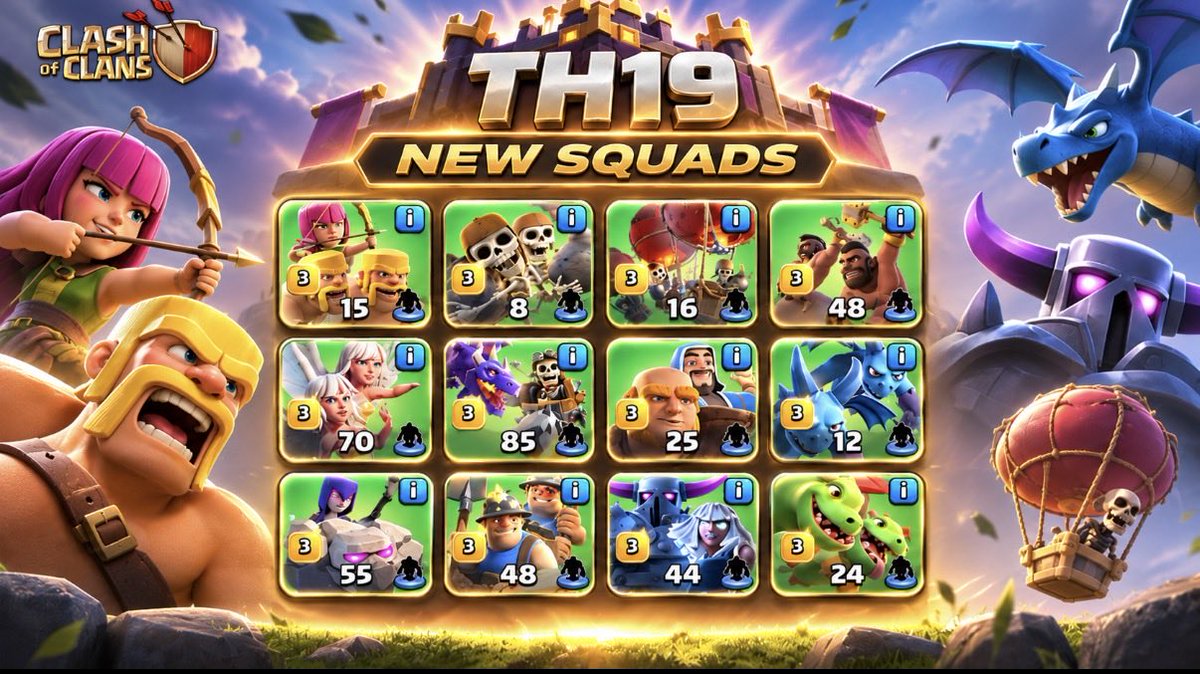 CLASH
OF CLANS
TH19
NEW SQUADS
i i i i
3 3 3 3
15 8 16 48
i i i i
3 3 3 3
70 85 25 12
i i i i
3 3 3 3
55 48 44 24